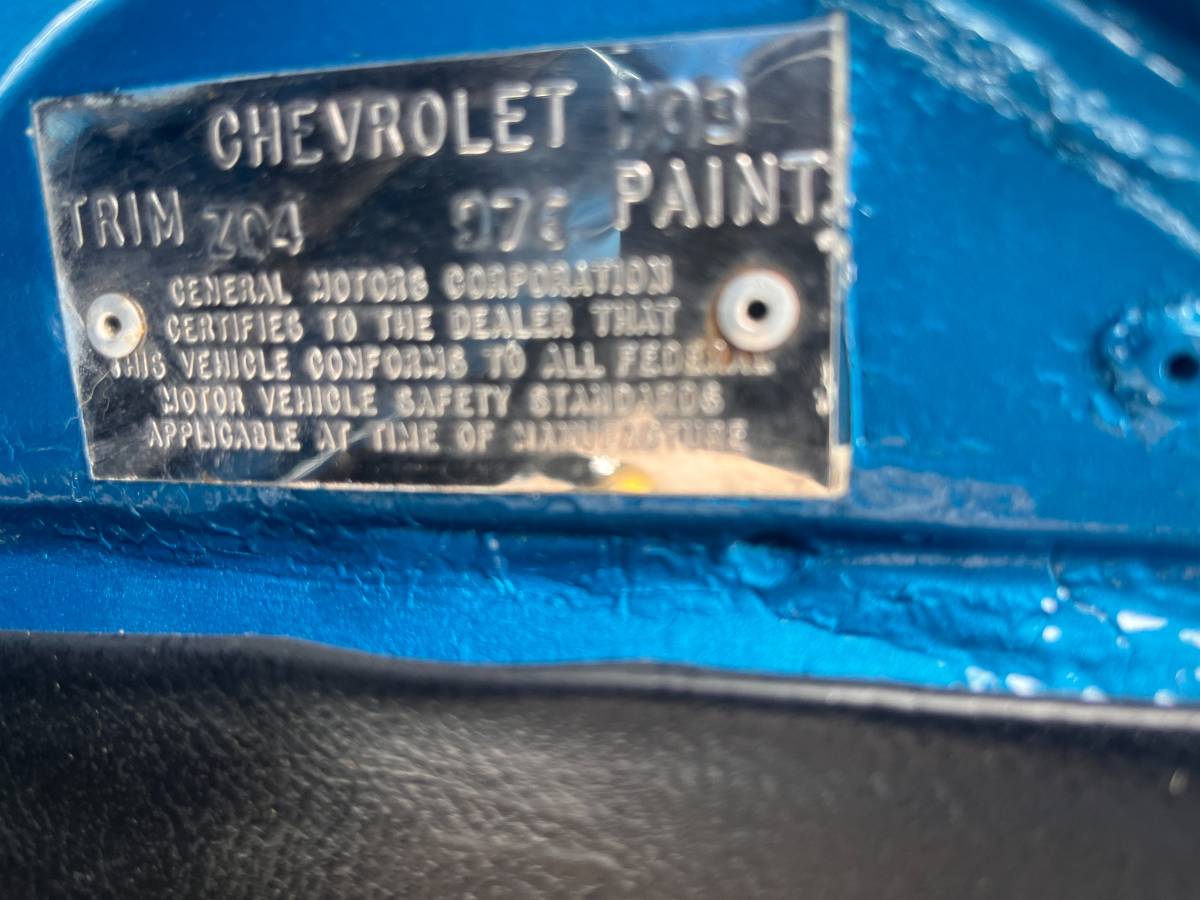 CHEVROLET
TRIM Z04 976 PAINT
GENERAL MOTORS CORPORATION
CERTIFIES TO THE DEALER THAT
THIS VEHICLE CONFORMS TO ALL FEDERAL
MOTOR VEHICLE SAFETY STANDARDS
APPLICABLE AT TIME OF MANUFACTURE